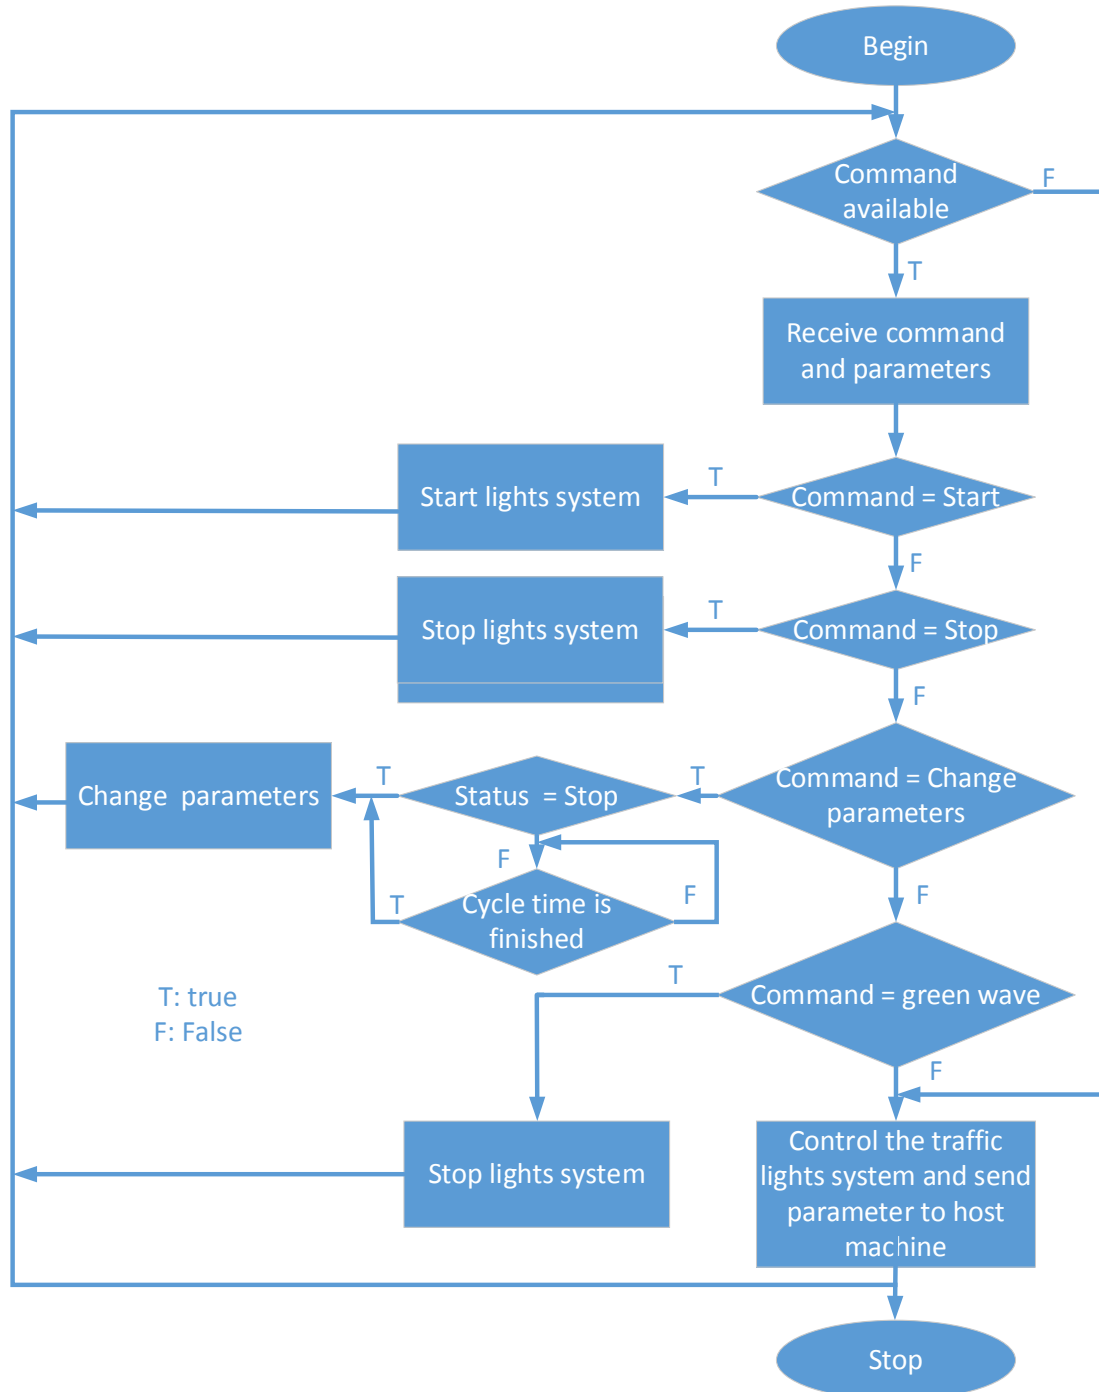 Begin
Command
available
F
T
Receive command
and parameters
Start lights system
T
Command = Start
F
Stop lights system
T
Command = Stop
F
Change  parameters
T
Status  = Stop
T
Command = Change
parameters
F
T
Cycle time is
finished
F
F
T
Command = green wave
T: true
F: False
F
Stop lights system
Control the traffic
lights system and send
parameter to host
machine
Stop